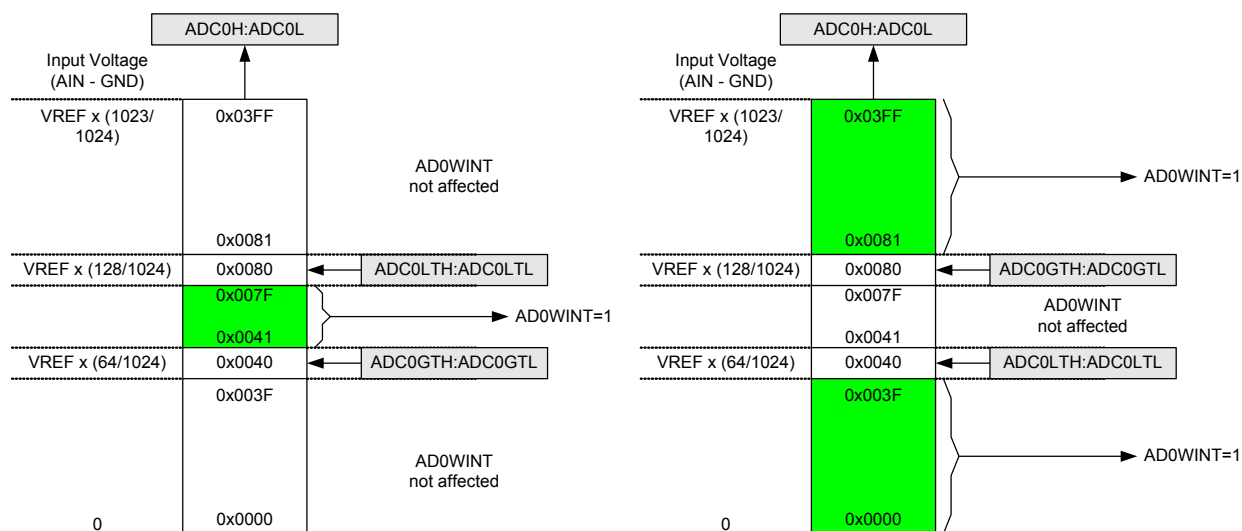 ADC0H:ADC0L
Input Voltage
(AIN - GND)
VREF x (1023/
1024)
0x03FF
AD0WINT
not affected
0x0081
VREF x (128/1024)
0x0080
ADC0LTH:ADC0LTL
0x007F
AD0WINT=1
0x0041
VREF x (64/1024)
0x0040
ADC0GTH:ADC0GTL
0x003F
AD0WINT
not affected
0
0x0000
ADC0H:ADC0L
Input Voltage
(AIN - GND)
VREF x (1023/
1024)
0x03FF
AD0WINT=1
0x0081
VREF x (128/1024)
0x0080
ADC0GTH:ADC0GTL
0x007F
AD0WINT
not affected
0x0041
VREF x (64/1024)
0x0040
ADC0LTH:ADC0LTL
0x003F
AD0WINT=1
0
0x0000